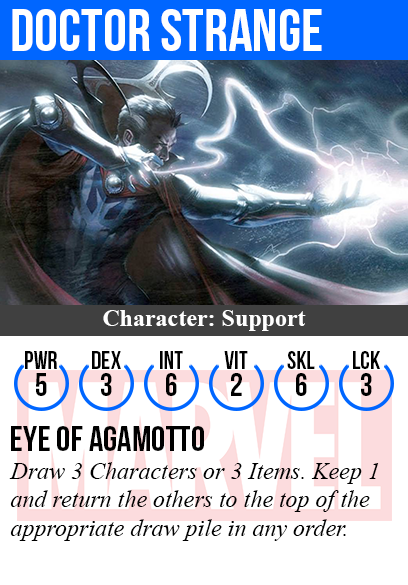 DOCTOR STRANGE
Character: Support
PWR DEX INT VIT SKL LCK
5 3 6 2 6 3
MARVEL
EYE OF AGAMOTTO
Draw 3 Characters or 3 Items. Keep 1
and return the others to the top of the
appropriate draw pile in any order.